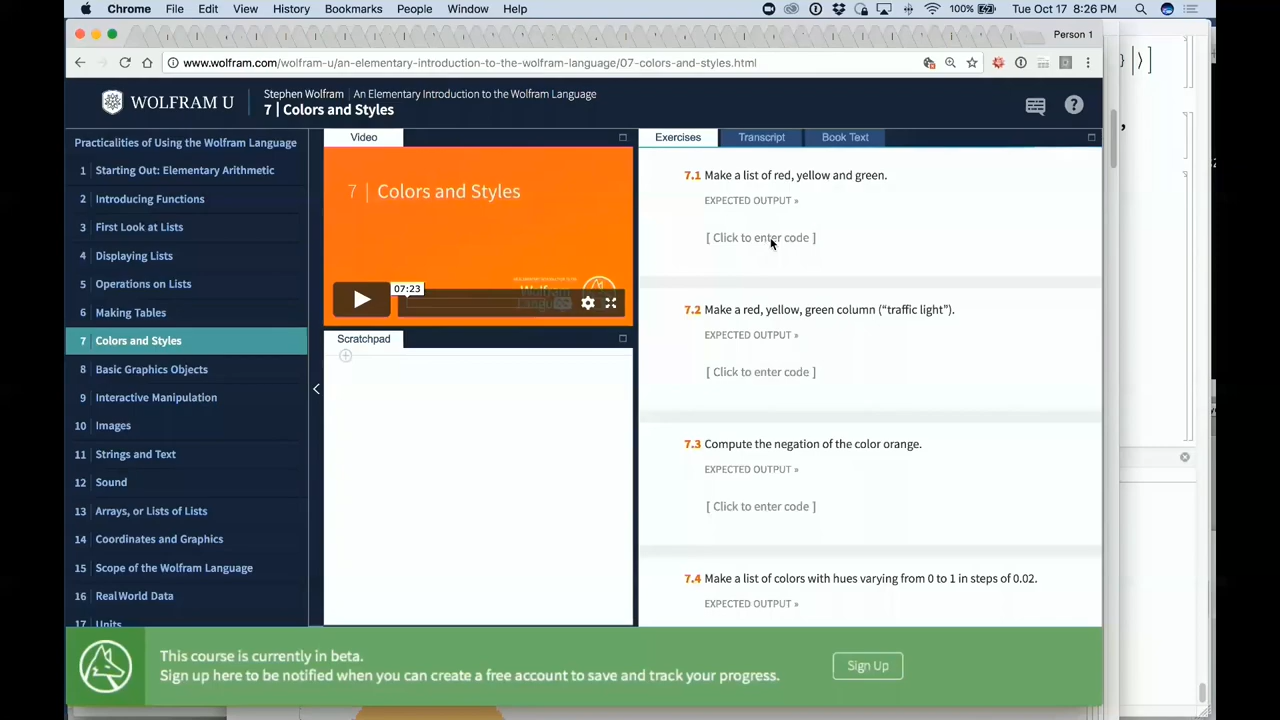 Chrome File Edit View History Bookmarks People Window Help 100% Tue Oct 17 8:26 PM
Person 1
www.wolfram.com/wolfram-u/an-elementary-introduction-to-the-wolfram-language/07-colors-and-styles.html
WOLFRAM U
Stephen Wolfram | An Elementary Introduction to the Wolfram Language
7 | Colors and Styles
Practicalities of Using the Wolfram Language
1 Starting Out: Elementary Arithmetic
2 Introducing Functions
3 First Look at Lists
4 Displaying Lists
5 Operations on Lists
6 Making Tables
7 Colors and Styles
8 Basic Graphics Objects
9 Interactive Manipulation
10 Images
11 Strings and Text
12 Sound
13 Arrays, or Lists of Lists
14 Coordinates and Graphics
15 Scope of the Wolfram Language
16 Real World Data
17 Units
Video
7 | Colors and Styles
07:23
Scratchpad
Exercises Transcript Book Text
7.1 Make a list of red, yellow and green.
EXPECTED OUTPUT »
[ Click to enter code ]
7.2 Make a red, yellow, green column (“traffic light”).
EXPECTED OUTPUT »
[ Click to enter code ]
7.3 Compute the negation of the color orange.
EXPECTED OUTPUT »
[ Click to enter code ]
7.4 Make a list of colors with hues varying from 0 to 1 in steps of 0.02.
EXPECTED OUTPUT »
This course is currently in beta.
Sign up here to be notified when you can create a free account to save and track your progress.
Sign Up